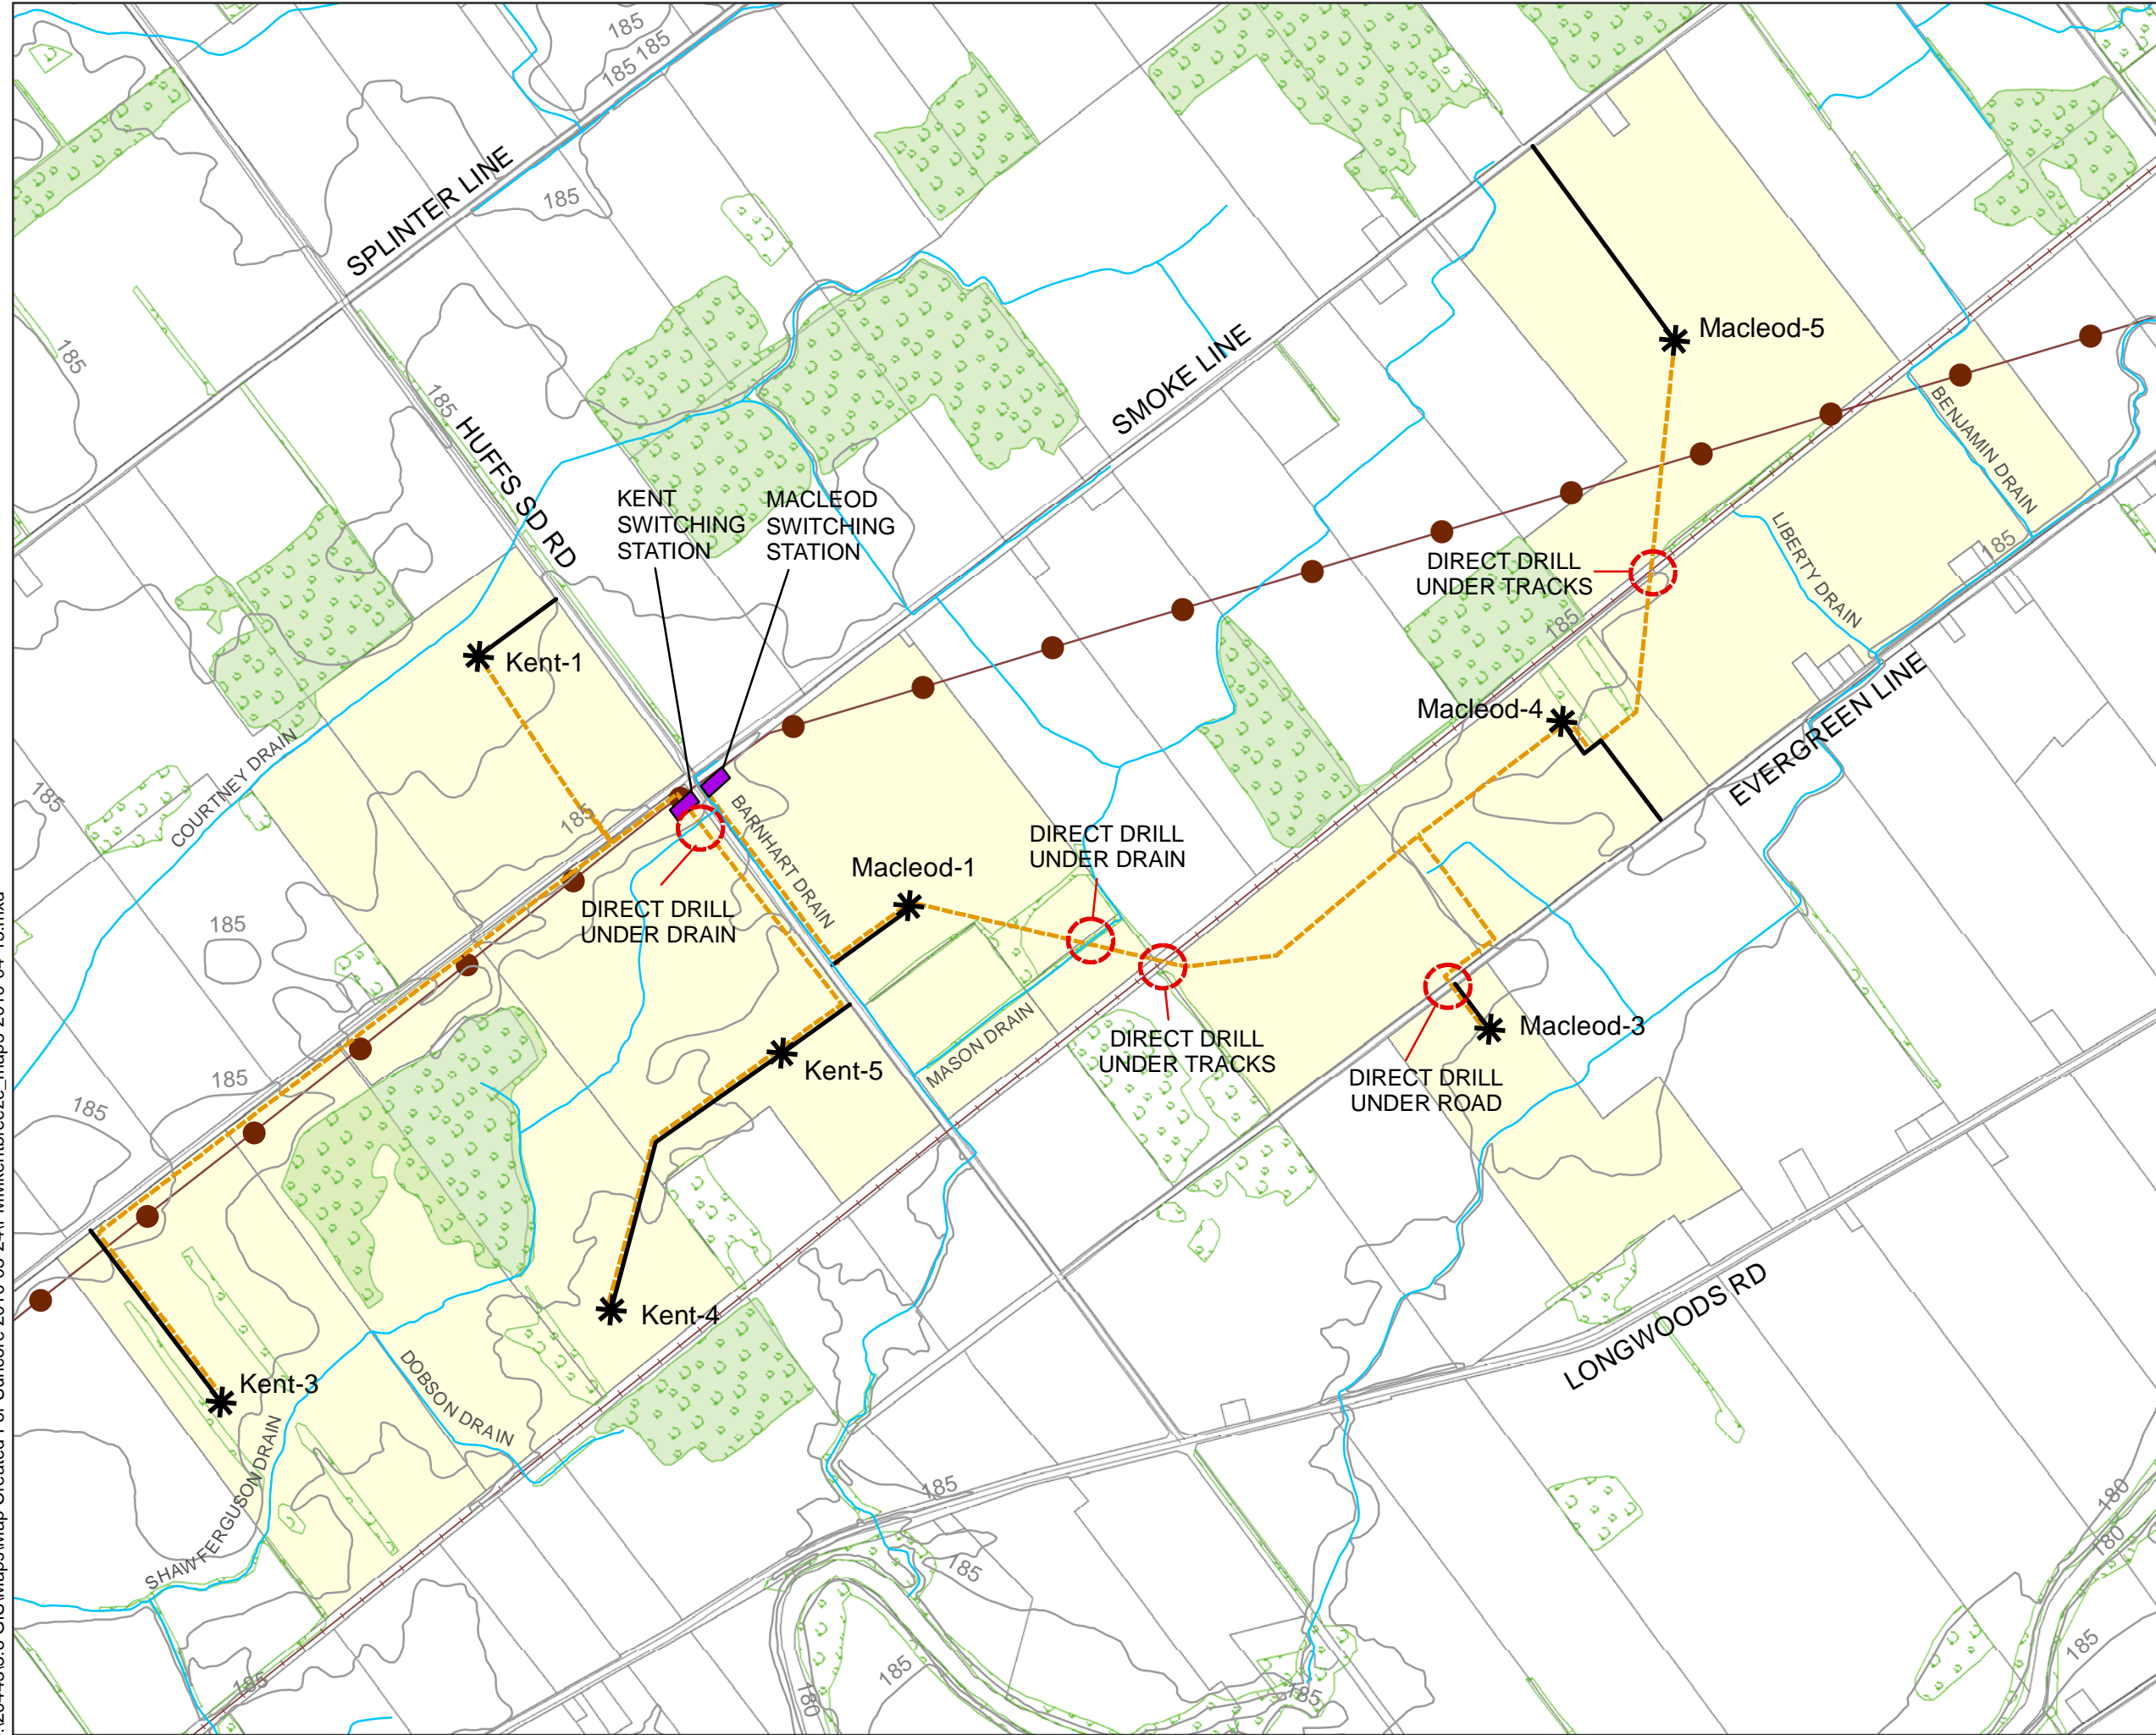 185
185
185
SPLINTER LINE
185
185
185
HUFFS SD RD
SMOKE LINE
Macleod-5
BENJAMIN DRAIN
KENT
SWITCHING
STATION
MACLEOD
SWITCHING
STATION
LIBERTY DRAIN
185
DIRECT DRILL
UNDER TRACKS
185
Kent-1
Macleod-4
EVERGREEN LINE
COURTNEY DRAIN
185
185
BARNHART DRAIN
Macleod-1
DIRECT DRILL
UNDER DRAIN
DIRECT DRILL
UNDER DRAIN
185
MASON DRAIN
Macleod-3
DIRECT DRILL
UNDER TRACKS
DIRECT DRILL
UNDER ROAD
Kent-5
185
185
Kent-4
LONGWOODS RD
Kent-3
DOBSON DRAIN
SHAW FERGUSON DRAIN
185
185
180
180
185
185
185
185
180